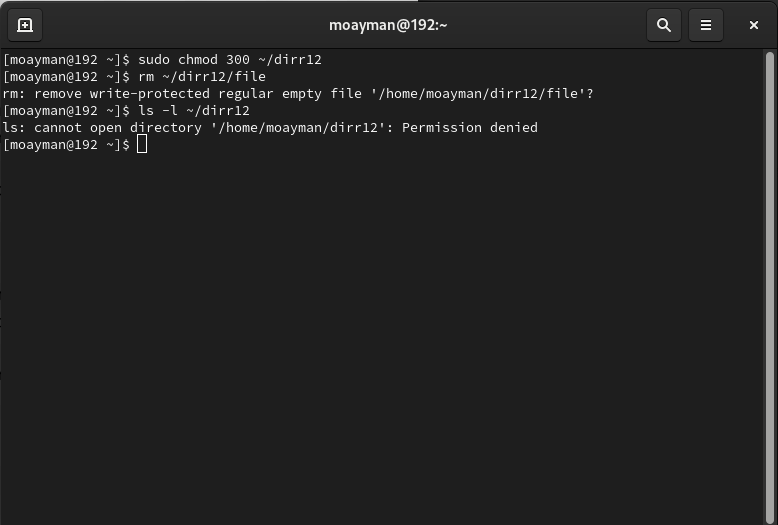 moayman@192:~
[moayman@192 ~]$ sudo chmod 300 ~/dirr12
[moayman@192 ~]$ rm ~/dirr12/file
rm: remove write-protected regular empty file '/home/moayman/dirr12/file'?
[moayman@192 ~]$ ls -l ~/dirr12
ls: cannot open directory '/home/moayman/dirr12': Permission denied
[moayman@192 ~]$